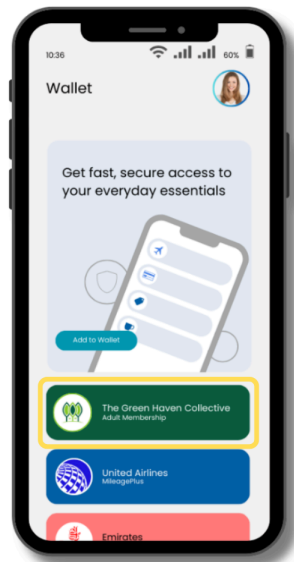 10:36
60%
Wallet
Get fast, secure access to
your everyday essentials
Add to Wallet
The Green Haven Collective
Adult Membership
United Airlines
MileagePlus
Emirates